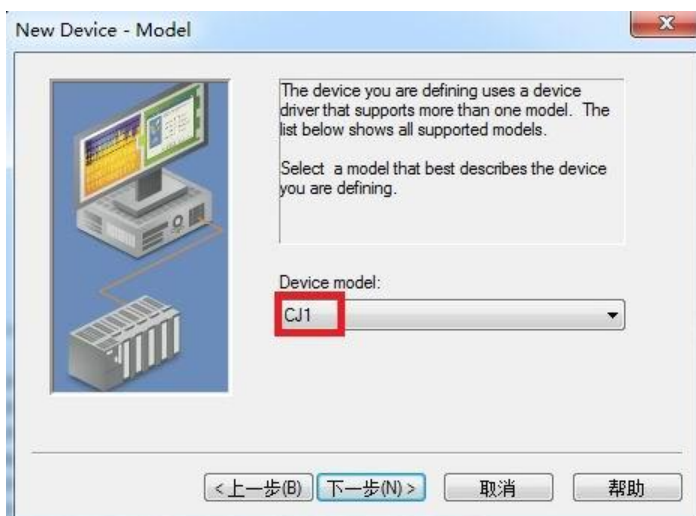 New Device - Model
The device you are defining uses a device
driver that supports more than one model.  The
list below shows all supported models.
Select  a model that best describes the device
you are defining.
Device model:
CJ1
<上一步(B)
下一步(N)>
取消
帮助